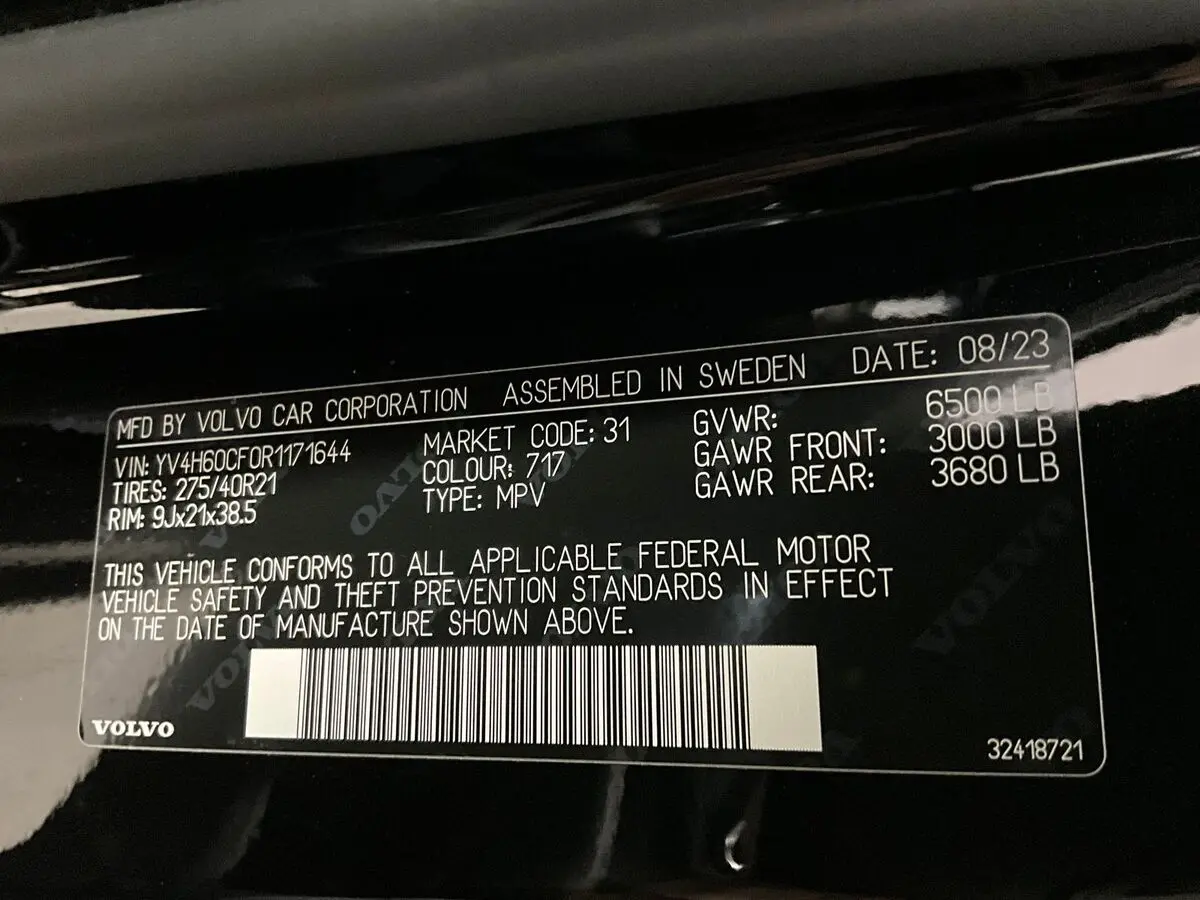 MFD BY VOLVO CAR CORPORATION ASSEMBLED IN SWEDEN DATE: 08/23
VIN: YV4H60CF0R1171644 MARKET CODE: 31 GVWR: 6500 LB
TIRES: 275/40R21 COLOUR: 717 GAWR FRONT: 3000 LB
RIM: 9Jx21x38.5 TYPE: MPV GAWR REAR: 3680 LB
THIS VEHICLE CONFORMS TO ALL APPLICABLE FEDERAL MOTOR
VEHICLE SAFETY AND THEFT PREVENTION STANDARDS IN EFFECT
ON THE DATE OF MANUFACTURE SHOWN ABOVE.
VOLVO
32418721